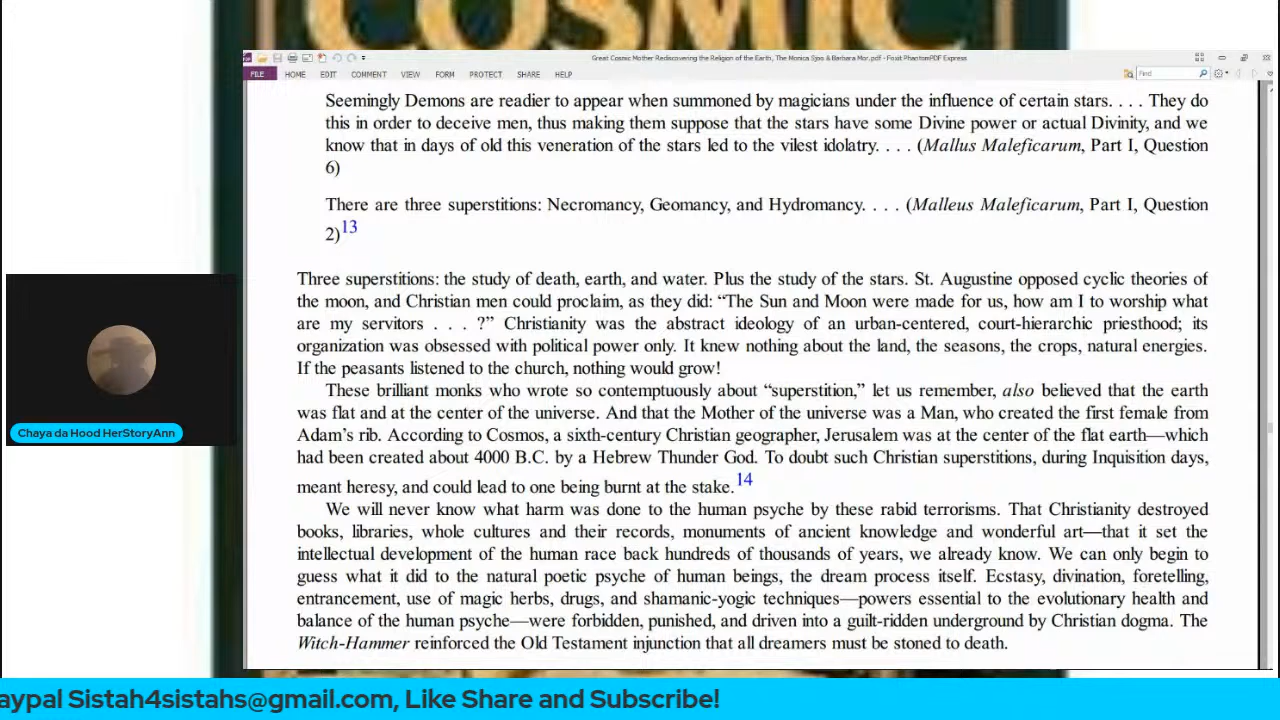 COSMIC
Great Cosmic Mother Rediscovering the Religion of the Earth, The Monica Sjoo & Barbara Mor.pdf - Foxit PhantomPDF Express
FILE HOME EDIT COMMENT VIEW FORM PROTECT SHARE HELP Find
Seemingly Demons are readier to appear when summoned by magicians under the influence of certain stars. . . . They do
this in order to deceive men, thus making them suppose that the stars have some Divine power or actual Divinity, and we
know that in days of old this veneration of the stars led to the vilest idolatry. . . . (Mallus Maleficarum, Part I, Question
6)
There are three superstitions: Necromancy, Geomancy, and Hydromancy. . . . (Malleus Maleficarum, Part I, Question
2)13
Three superstitions: the study of death, earth, and water. Plus the study of the stars. St. Augustine opposed cyclic theories of
the moon, and Christian men could proclaim, as they did: “The Sun and Moon were made for us, how am I to worship what
are my servitors . . . ?” Christianity was the abstract ideology of an urban-centered, court-hierarchic priesthood; its
organization was obsessed with political power only. It knew nothing about the land, the seasons, the crops, natural energies.
If the peasants listened to the church, nothing would grow!
These brilliant monks who wrote so contemptuously about “superstition,” let us remember, also believed that the earth
was flat and at the center of the universe. And that the Mother of the universe was a Man, who created the first female from
Adam’s rib. According to Cosmos, a sixth-century Christian geographer, Jerusalem was at the center of the flat earth—which
had been created about 4000 B.C. by a Hebrew Thunder God. To doubt such Christian superstitions, during Inquisition days,
meant heresy, and could lead to one being burnt at the stake.14
We will never know what harm was done to the human psyche by these rabid terrorisms. That Christianity destroyed
books, libraries, whole cultures and their records, monuments of ancient knowledge and wonderful art—that it set the
intellectual development of the human race back hundreds of thousands of years, we already know. We can only begin to
guess what it did to the natural poetic psyche of human beings, the dream process itself. Ecstasy, divination, foretelling,
entrancement, use of magic herbs, drugs, and shamanic-yogic techniques—powers essential to the evolutionary health and
balance of the human psyche—were forbidden, punished, and driven into a guilt-ridden underground by Christian dogma. The
Witch-Hammer reinforced the Old Testament injunction that all dreamers must be stoned to death.
Chaya da Hood HerStoryAnn
aypal Sistah4sistahs@gmail.com, Like Share and Subscribe!